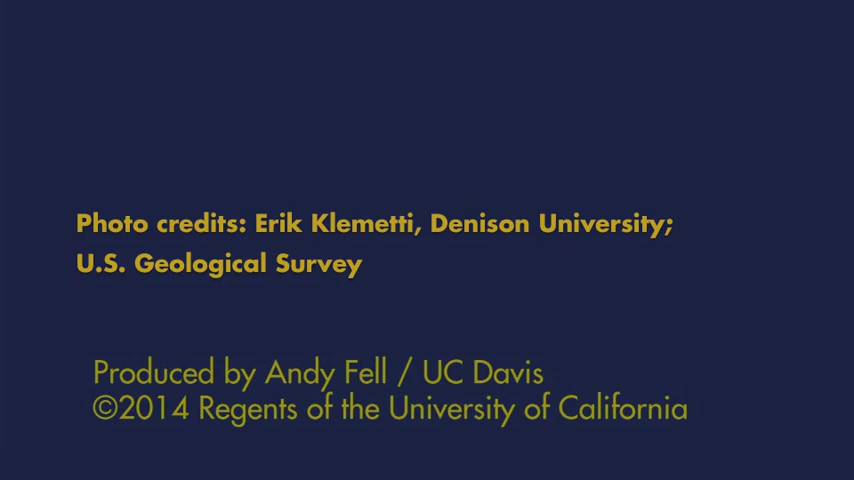 Photo credits: Erik Klemetti, Denison University;
U.S. Geological Survey
Produced by Andy Fell / UC Davis
©2014 Regents of the University of California